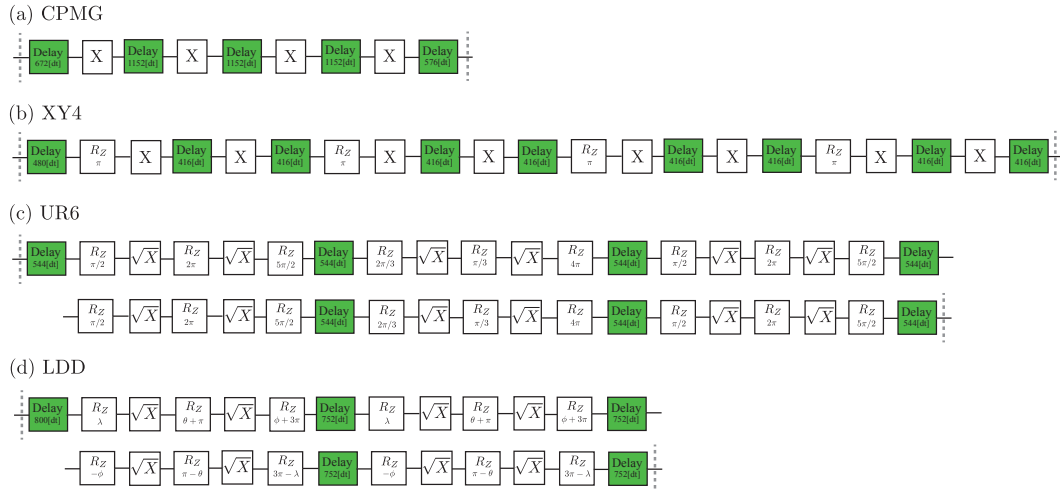 (a) CPMG
Delay 672[dt] X Delay 1152[dt] X Delay 1152[dt] X Delay 1152[dt] X Delay 576[dt]
(b) XY4
Delay 480[dt] R_Z π X Delay 416[dt] X Delay 416[dt] R_Z π X Delay 416[dt] X Delay 416[dt] R_Z π X Delay 416[dt] X Delay 416[dt] R_Z π X Delay 416[dt] X Delay 416[dt]
(c) UR6
Delay 544[dt] R_Z π/2 √X R_Z 2π √X R_Z 5π/2 Delay 544[dt] R_Z 2π/3 √X R_Z π/3 √X R_Z 4π Delay 544[dt] R_Z π/2 √X R_Z 2π √X R_Z 5π/2 Delay 544[dt]
R_Z π/2 √X R_Z 2π √X R_Z 5π/2 Delay 544[dt] R_Z 2π/3 √X R_Z π/3 √X R_Z 4π Delay 544[dt] R_Z π/2 √X R_Z 2π √X R_Z 5π/2 Delay 544[dt]
(d) LDD
Delay 800[dt] R_Z λ √X R_Z θ + π √X R_Z ϕ + 3π Delay 752[dt] R_Z λ √X R_Z θ + π √X R_Z ϕ + 3π Delay 752[dt]
R_Z −ϕ √X R_Z π − θ √X R_Z 3π − λ Delay 752[dt] R_Z −ϕ √X R_Z π − θ √X R_Z 3π − λ Delay 752[dt]